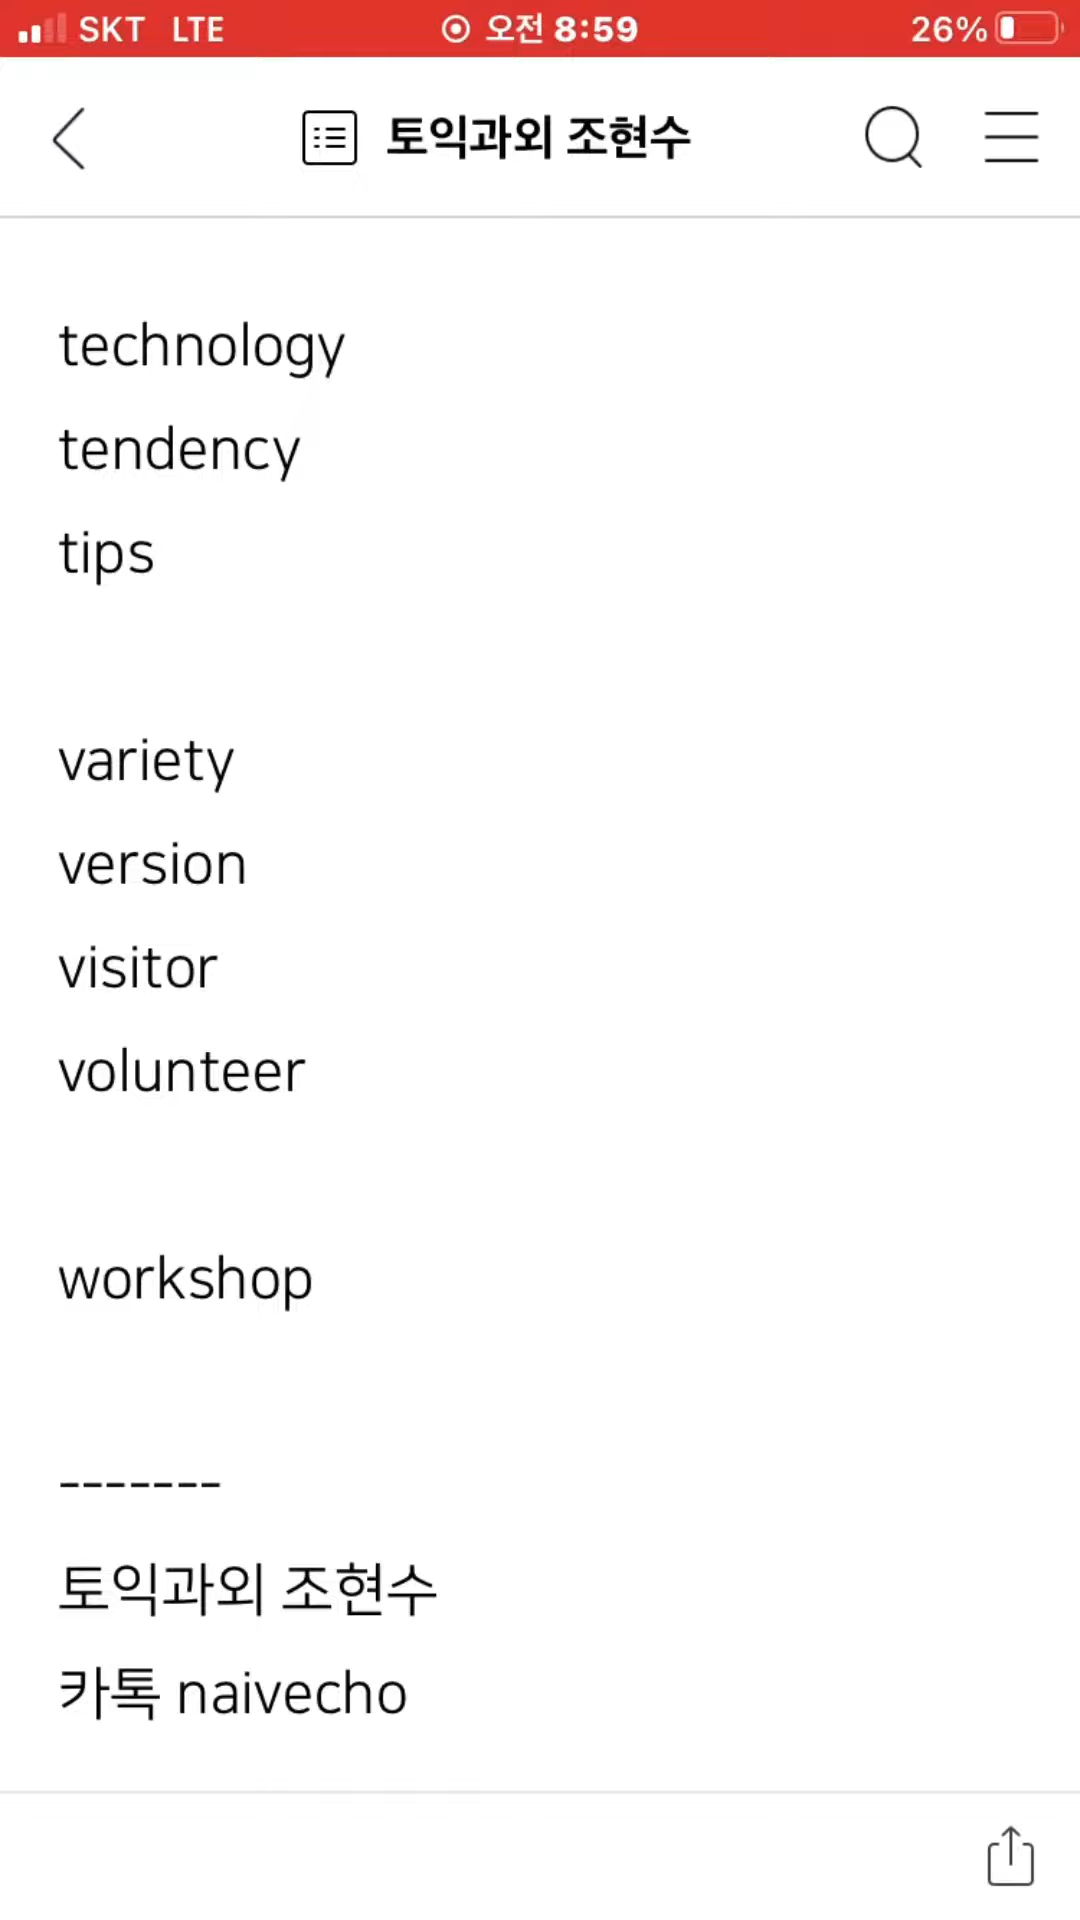 SKT LTE 오전 8:59 26%
토익과외 조현수
technology
tendency
tips
variety
version
visitor
volunteer
workshop
-------
토익과외 조현수
카톡 naivecho